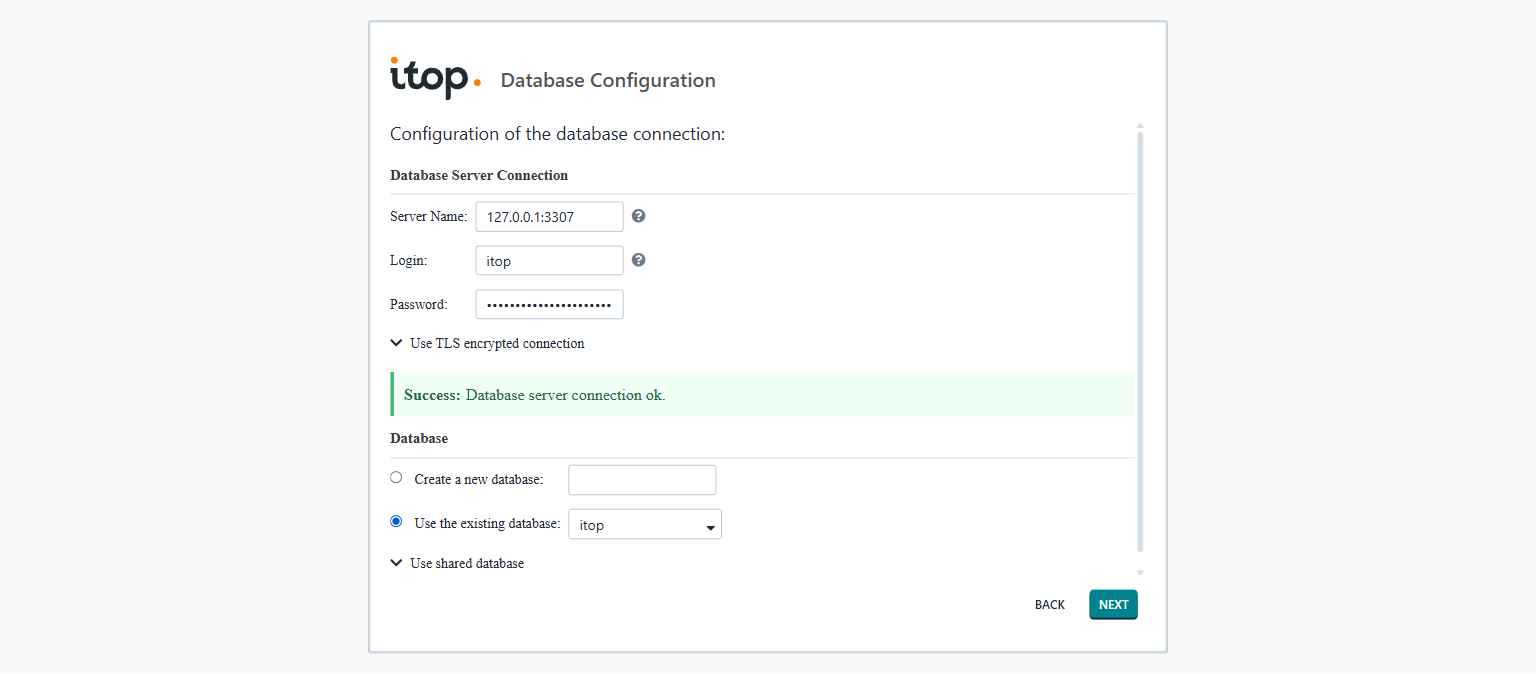 itop Database Configuration
Configuration of the database connection:
Database Server Connection
Server Name: 127.0.0.1:3307
Login: itop
Password: ••••••••••••••••••••••
Use TLS encrypted connection
Success: Database server connection ok.
Database
Create a new database:
Use the existing database: itop
Use shared database
BACK NEXT